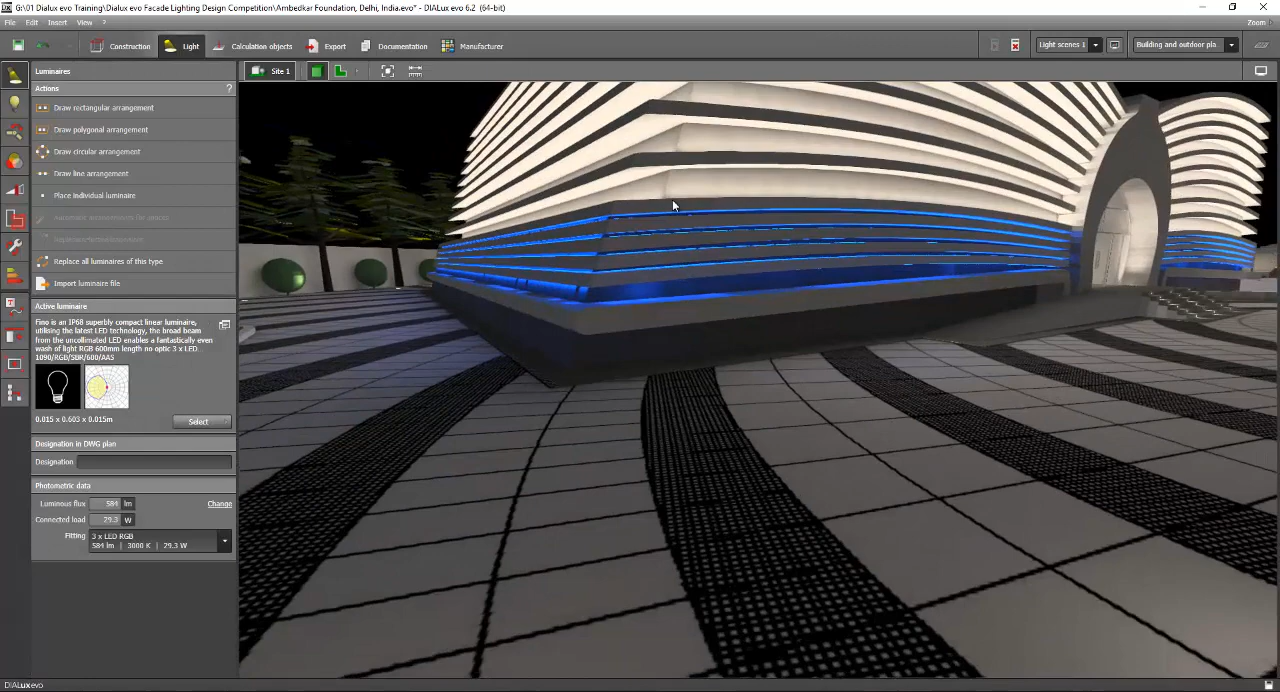 G:\01 Dialux evo Training\Dialux evo Facade Lighting Design Competition\Ambedkar Foundation, Delhi, India.evo* - DIALux evo 6.2 (64-bit)
File Edit Insert View ?
Zoom
Construction Light Calculation objects Export Documentation Manufacturer
Light scenes 1 Building and outdoor pla
Luminaires
Site 1
Actions ?
Draw rectangular arrangement
Draw polygonal arrangement
Draw circular arrangement
Draw line arrangement
Place individual luminaire
Replace all luminaires of this type
Import luminaire file
Active luminaire
Fino is an IP68 superbly compact linear luminaire,
utilising the latest LED technology, the broad beam
from the uncollimated LED enables a fantastically even
wash of light RGB 600mm length no optic 3 x LED
1090/RGB/SBR/600/AAS
0.015 x 0.603 x 0.015m
Select
Designation in DWG plan
Designation
Photometric data
Luminous flux 584 lm Change
Connected load 29.3 W
Fitting 3 x LED RGB
584 lm | 3000 K | 29.3 W
DIALux evo